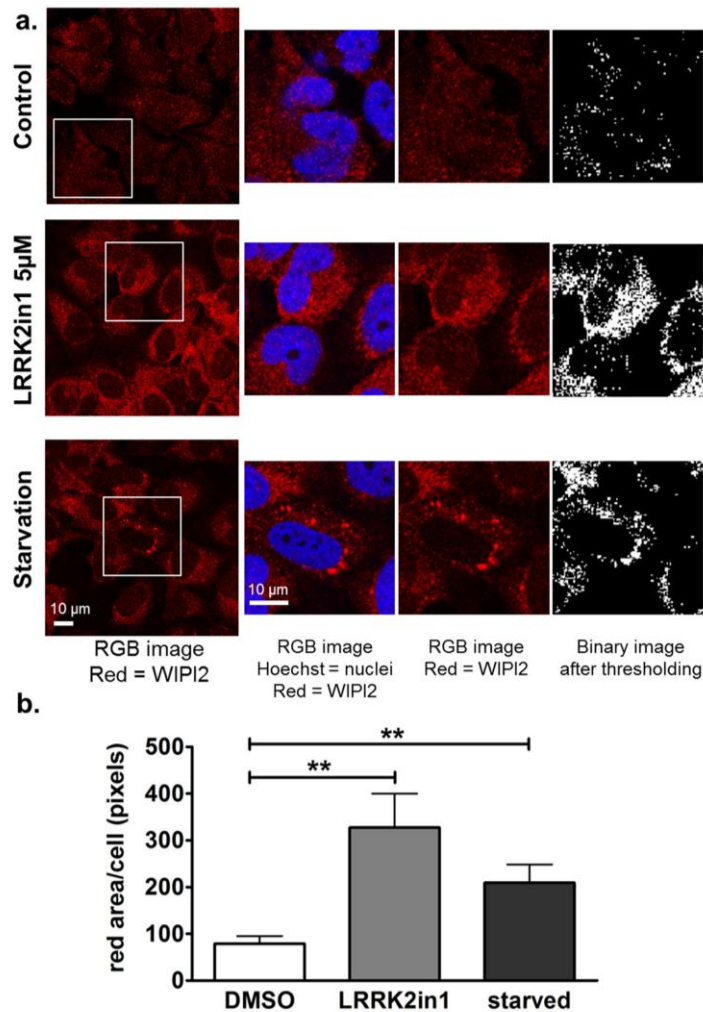 a.
Control
LRRK2in1 5µM
Starvation
10 µm
10 µm
RGB image
Red = WIPI2
RGB image
Hoechst = nuclei
Red = WIPI2
RGB image
Red = WIPI2
Binary image
after thresholding
b.
red area/cell (pixels)
500
400
300
200
100
0
**
**
DMSO
LRRK2in1
starved